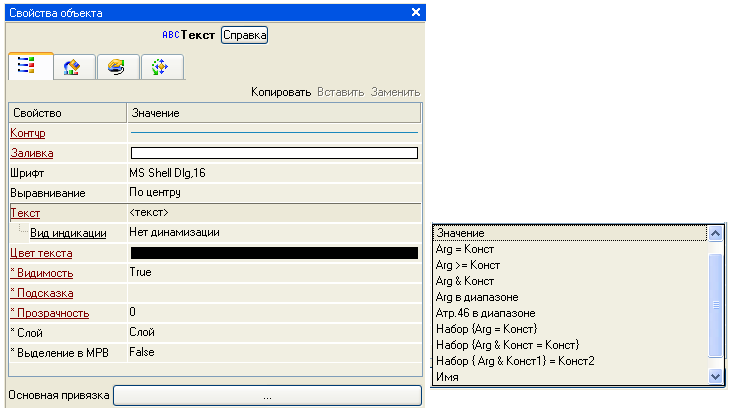 Свойства объекта
ABC Текст Справка
Копировать Вставить Заменить
Свойство Значение
Контур
Заливка
Шрифт MS Shell Dlg,16
Выравнивание По центру
Текст <текст>
Вид индикации Нет динамизации
Цвет текста
* Видимость True
* Подсказка
* Прозрачность 0
* Слой Слой
* Выделение в МРВ False
Основная привязка ...
Значение
Arg = Конст
Arg >= Конст
Arg & Конст
Arg в диапазоне
Атр.46 в диапазоне
Набор {Arg = Конст}
Набор {Arg & Конст = Конст}
Набор { Arg & Конст1} = Конст2
Имя